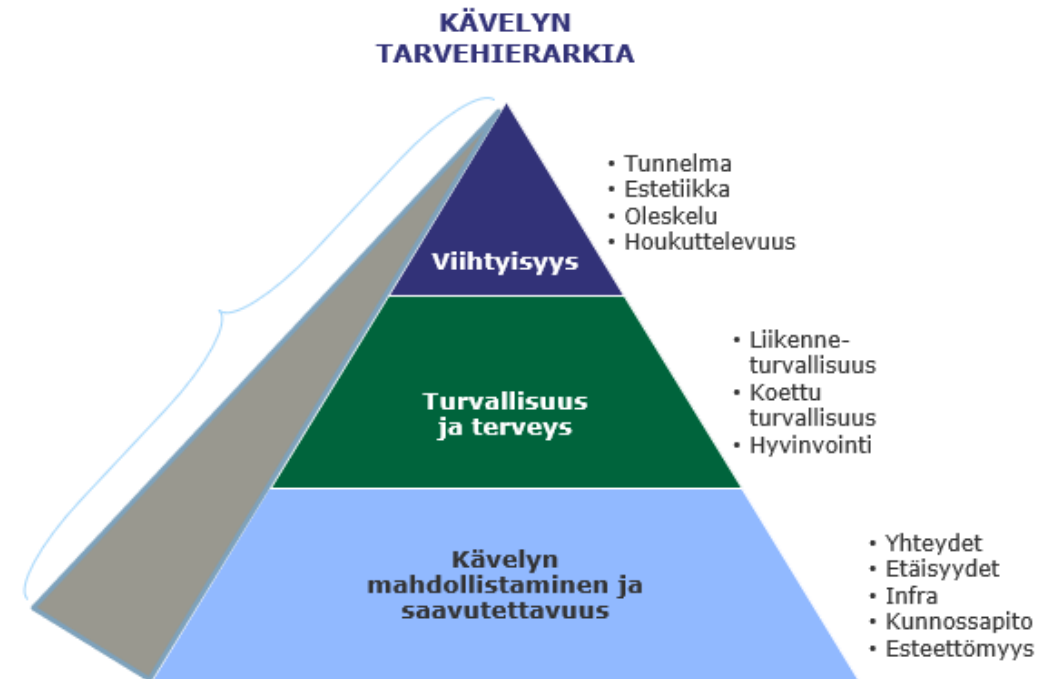 KÄVELYN
TARVEHIERARKIA
• Tunnelma
• Estetiikka
• Oleskelu
• Houkuttelevuus
Viihtyisyys
• Liikenne-
turvallisuus
• Koettu
turvallisuus
• Hyvinvointi
Turvallisuus
ja terveys
• Yhteydet
• Etäisyydet
• Infra
• Kunnossapito
• Esteettömyys
Kävelyn
mahdollistaminen ja
saavutettavuus